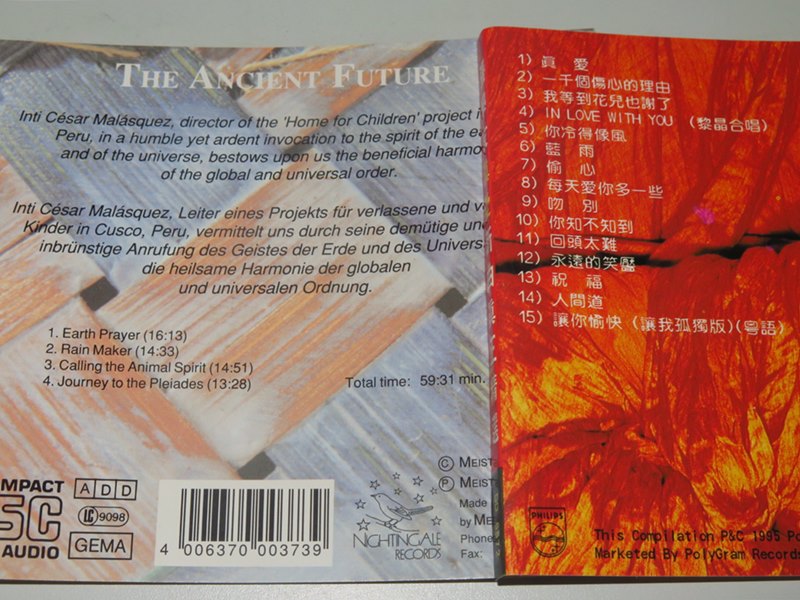 THE ANCIENT FUTURE
Inti César Malásquez, director of the 'Home for Children' project i
Peru, in a humble yet ardent invocation to the spirit of the ea
and of the universe, bestows upon us the beneficial harmo
of the global and universal order.
Inti César Malásquez, Leiter eines Projekts für verlassene und v
Kinder in Cusco, Peru, vermittelt uns durch seine demütige un
inbrünstige Anrufung des Geistes der Erde und des Univers
die heilsame Harmonie der globalen
und universalen Ordnung.
1. Earth Prayer (16:13)
2. Rain Maker (14:33)
3. Calling the Animal Spirit (14:51)
4. Journey to the Pleiades (13:28)
Total time: 59:31 min.
OMPACT
DISC
AUDIO
ADD
LC 9098
GEMA
4 006370 003739
NIGHTINGALE
RECORDS
© MEIST
℗ MEIST
Made
by ME
Phone
Fax:
1) 真 愛
2) 一千個傷心的理由
3) 我等到花兒也謝了
4) IN LOVE WITH YOU (黎晶合唱)
5) 你冷得像風
6) 藍 雨
7) 偷 心
8) 每天愛你多一些
9) 吻 別
10) 你知不知到
11) 回頭太難
12) 永遠的笑靨
13) 祝 福
14) 人間道
15) 讓你愉快 (讓我孤獨版)(粵語)
PHILIPS
This Compilation P&C 1995 Po
Marketed By PolyGram Records